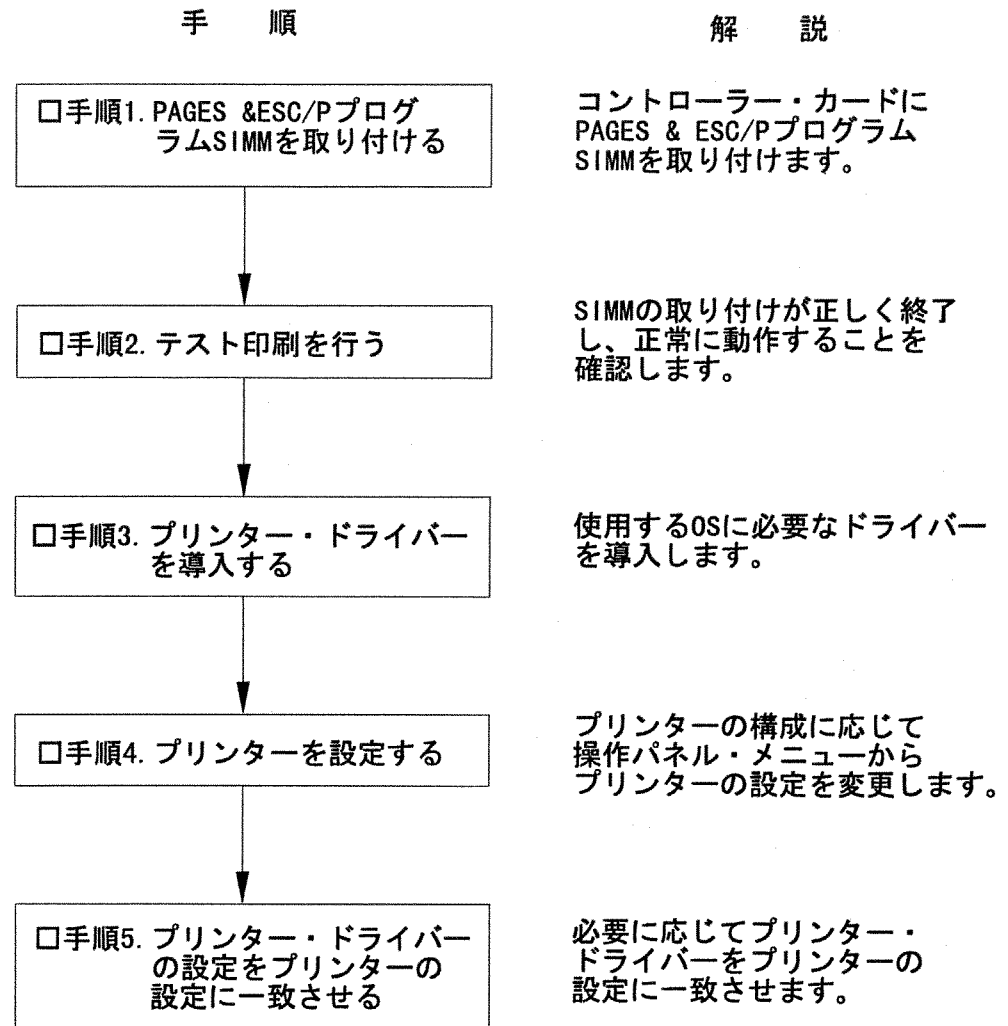 手　順
解　説
□手順1. PAGES &ESC/Pプログ
ラムSIMMを取り付ける
コントローラー・カードに
PAGES & ESC/Pプログラム
SIMMを取り付けます。
□手順2. テスト印刷を行う
SIMMの取り付けが正しく終了
し、正常に動作することを
確認します。
□手順3. プリンター・ドライバー
を導入する
使用するOSに必要なドライバー
を導入します。
□手順4. プリンターを設定する
プリンターの構成に応じて
操作パネル・メニューから
プリンターの設定を変更します。
□手順5. プリンター・ドライバー
の設定をプリンターの
設定に一致させる
必要に応じてプリンター・
ドライバーをプリンターの
設定に一致させます。